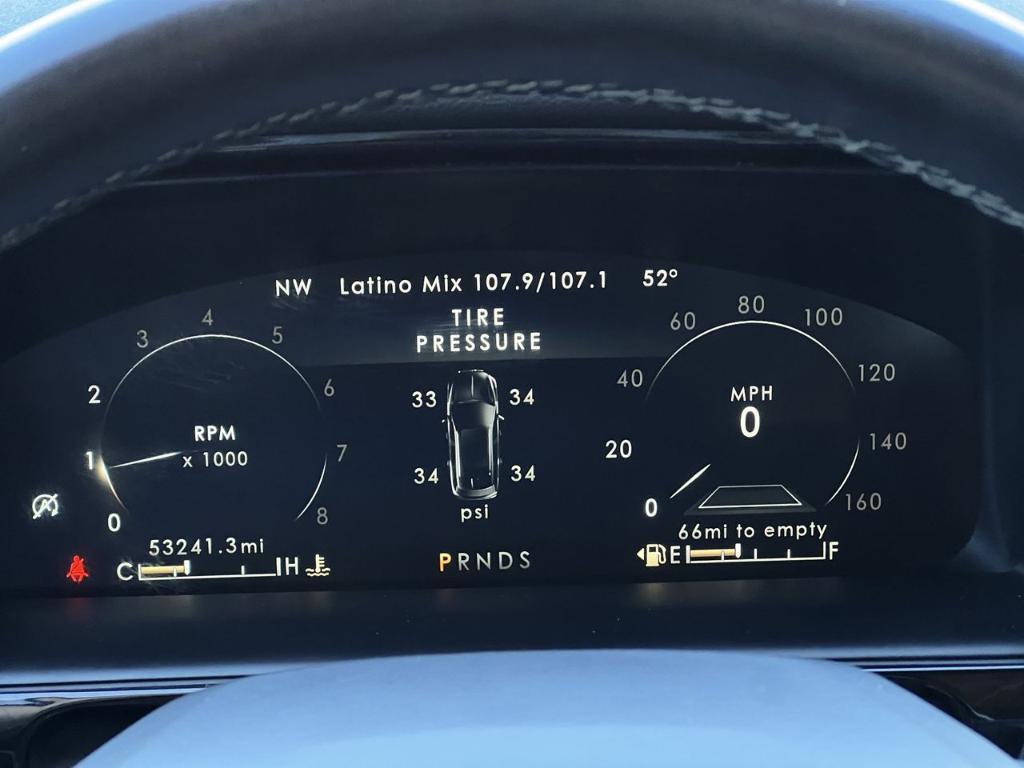 NW Latino Mix 107.9/107.1 52°
TIRE
PRESSURE
0
1
2
3
4
5
6
7
8
RPM
x 1000
33 34
34 34
psi
0
20
40
60
80
100
120
140
160
MPH
0
A
53241.3mi
C H
PRNDS
66mi to empty
E F